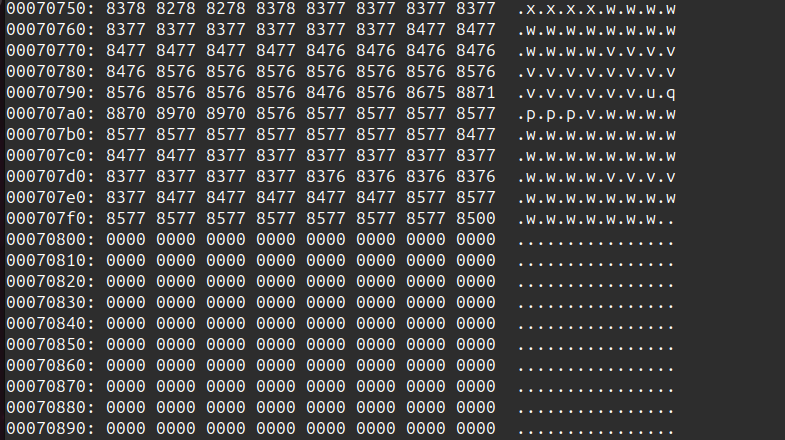 00070750: 8378 8278 8278 8378 8377 8377 8377 8377  .x.x.x.x.w.w.w.w
00070760: 8377 8377 8377 8377 8377 8377 8477 8477  .w.w.w.w.w.w.w.w
00070770: 8477 8477 8477 8477 8476 8476 8476 8476  .w.w.w.w.v.v.v.v
00070780: 8476 8576 8576 8576 8576 8576 8576 8576  .v.v.v.v.v.v.v.v
00070790: 8576 8576 8576 8576 8476 8576 8675 8871  .v.v.v.v.v.v.u.q
000707a0: 8870 8970 8970 8576 8577 8577 8577 8577  .p.p.p.v.w.w.w.w
000707b0: 8577 8577 8577 8577 8577 8577 8577 8477  .w.w.w.w.w.w.w.w
000707c0: 8477 8477 8377 8377 8377 8377 8377 8377  .w.w.w.w.w.w.w.w
000707d0: 8377 8377 8377 8377 8376 8376 8376 8376  .w.w.w.w.v.v.v.v
000707e0: 8377 8477 8477 8477 8477 8477 8577 8577  .w.w.w.w.w.w.w.w
000707f0: 8577 8577 8577 8577 8577 8577 8577 8500  .w.w.w.w.w.w.w..
00070800: 0000 0000 0000 0000 0000 0000 0000 0000  ................
00070810: 0000 0000 0000 0000 0000 0000 0000 0000  ................
00070820: 0000 0000 0000 0000 0000 0000 0000 0000  ................
00070830: 0000 0000 0000 0000 0000 0000 0000 0000  ................
00070840: 0000 0000 0000 0000 0000 0000 0000 0000  ................
00070850: 0000 0000 0000 0000 0000 0000 0000 0000  ................
00070860: 0000 0000 0000 0000 0000 0000 0000 0000  ................
00070870: 0000 0000 0000 0000 0000 0000 0000 0000  ................
00070880: 0000 0000 0000 0000 0000 0000 0000 0000  ................
00070890: 0000 0000 0000 0000 0000 0000 0000 0000  ................